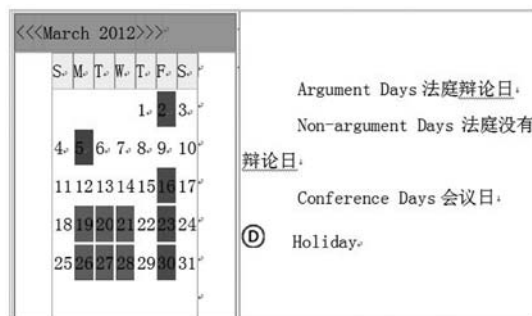 <<<March 2012>>>
S M T W T F S
1 2 3
4 5 6 7 8 9 10
11 12 13 14 15 16 17
18 19 20 21 22 23 24
25 26 27 28 29 30 31
Argument Days 法庭辩论日
Non-argument Days 法庭没有
辩论日
Conference Days 会议日
Ⓓ Holiday